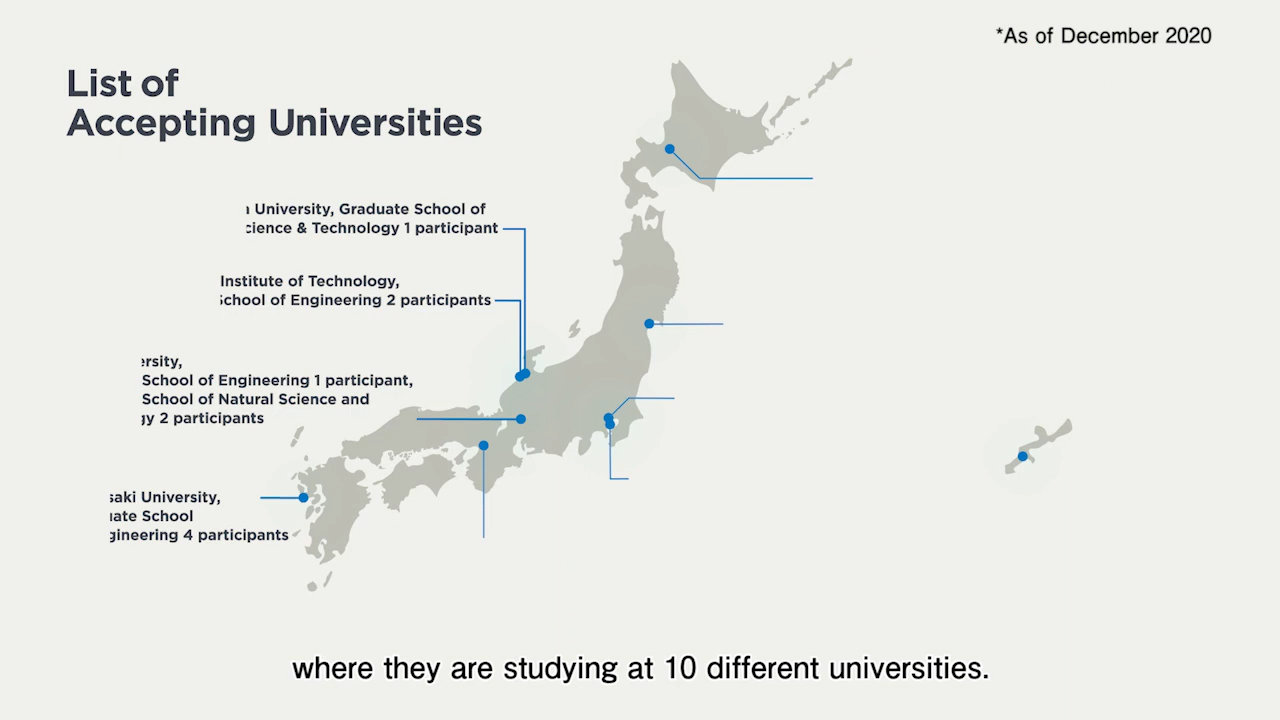 *As of December 2020
List of
Accepting Universities
University, Graduate School of
& Technology 1 participant
Institute of Technology,
School of Engineering 2 participants
School of Engineering 1 participant,
School of Natural Science and
2 participants
University,
School
4 participants
where they are studying at 10 different universities.